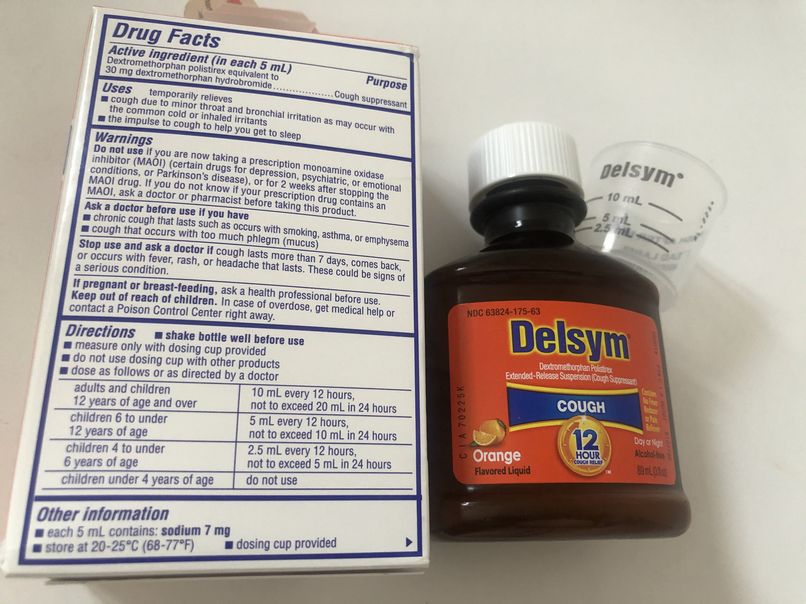 Drug Facts
Active ingredient (in each 5 mL)
Purpose
Dextromethorphan polistirex equivalent to
30 mg dextromethorphan hydrobromide....................Cough suppressant
Uses temporarily relieves
■ cough due to minor throat and bronchial irritation as may occur with
the common cold or inhaled irritants
■ the impulse to cough to help you get to sleep
Warnings
Do not use if you are now taking a prescription monoamine oxidase
inhibitor (MAOI) (certain drugs for depression, psychiatric, or emotional
conditions, or Parkinson's disease), or for 2 weeks after stopping the
MAOI drug. If you do not know if your prescription drug contains an
MAOI, ask a doctor or pharmacist before taking this product.
Ask a doctor before use if you have
■ chronic cough that lasts such as occurs with smoking, asthma, or emphysema
■ cough that occurs with too much phlegm (mucus)
Stop use and ask a doctor if cough lasts more than 7 days, comes back,
or occurs with fever, rash, or headache that lasts. These could be signs of
a serious condition.
If pregnant or breast-feeding, ask a health professional before use.
Keep out of reach of children. In case of overdose, get medical help or
contact a Poison Control Center right away.
Directions ■ shake bottle well before use
■ measure only with dosing cup provided
■ do not use dosing cup with other products
■ dose as follows or as directed by a doctor
adults and children
12 years of age and over
10 mL every 12 hours,
not to exceed 20 mL in 24 hours
children 6 to under
12 years of age
5 mL every 12 hours,
not to exceed 10 mL in 24 hours
children 4 to under
6 years of age
2.5 mL every 12 hours,
not to exceed 5 mL in 24 hours
children under 4 years of age
do not use
Other information
■ each 5 mL contains: sodium 7 mg
■ store at 20-25°C (68-77°F) ■ dosing cup provided
NDC 63824-175-63
Delsym®
Dextromethorphan Polistirex
Extended-Release Suspension (Cough Suppressant)
COUGH
12
HOUR
COUGH RELIEF
Orange
Flavored Liquid
Contains
No Fever
Reducer
or Pain
Reliever
Day or Night
Alcohol-free
89 mL (3 fl oz)
Delsym®
10 mL
5 mL
2.5 mL